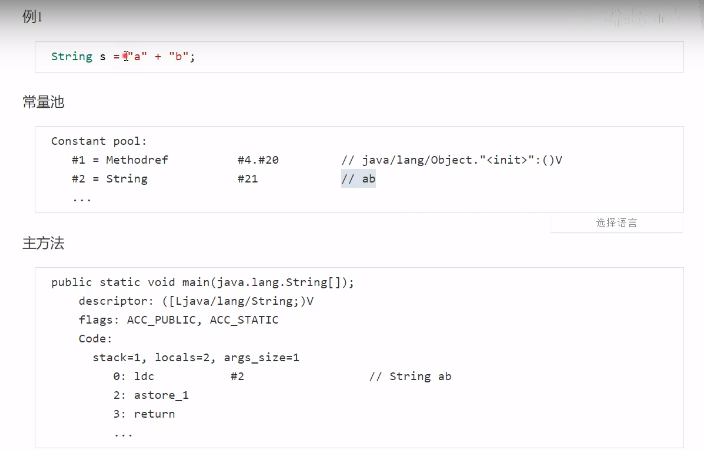 例1
String s = "a" + "b";
常量池
Constant pool:
#1 = Methodref #4.#20 // java/lang/Object."<init>":()V
#2 = String #21 // ab
...
选择语言
主方法
public static void main(java.lang.String[]);
descriptor: ([Ljava/lang/String;)V
flags: ACC_PUBLIC, ACC_STATIC
Code:
stack=1, locals=2, args_size=1
0: ldc #2 // String ab
2: astore_1
3: return
...